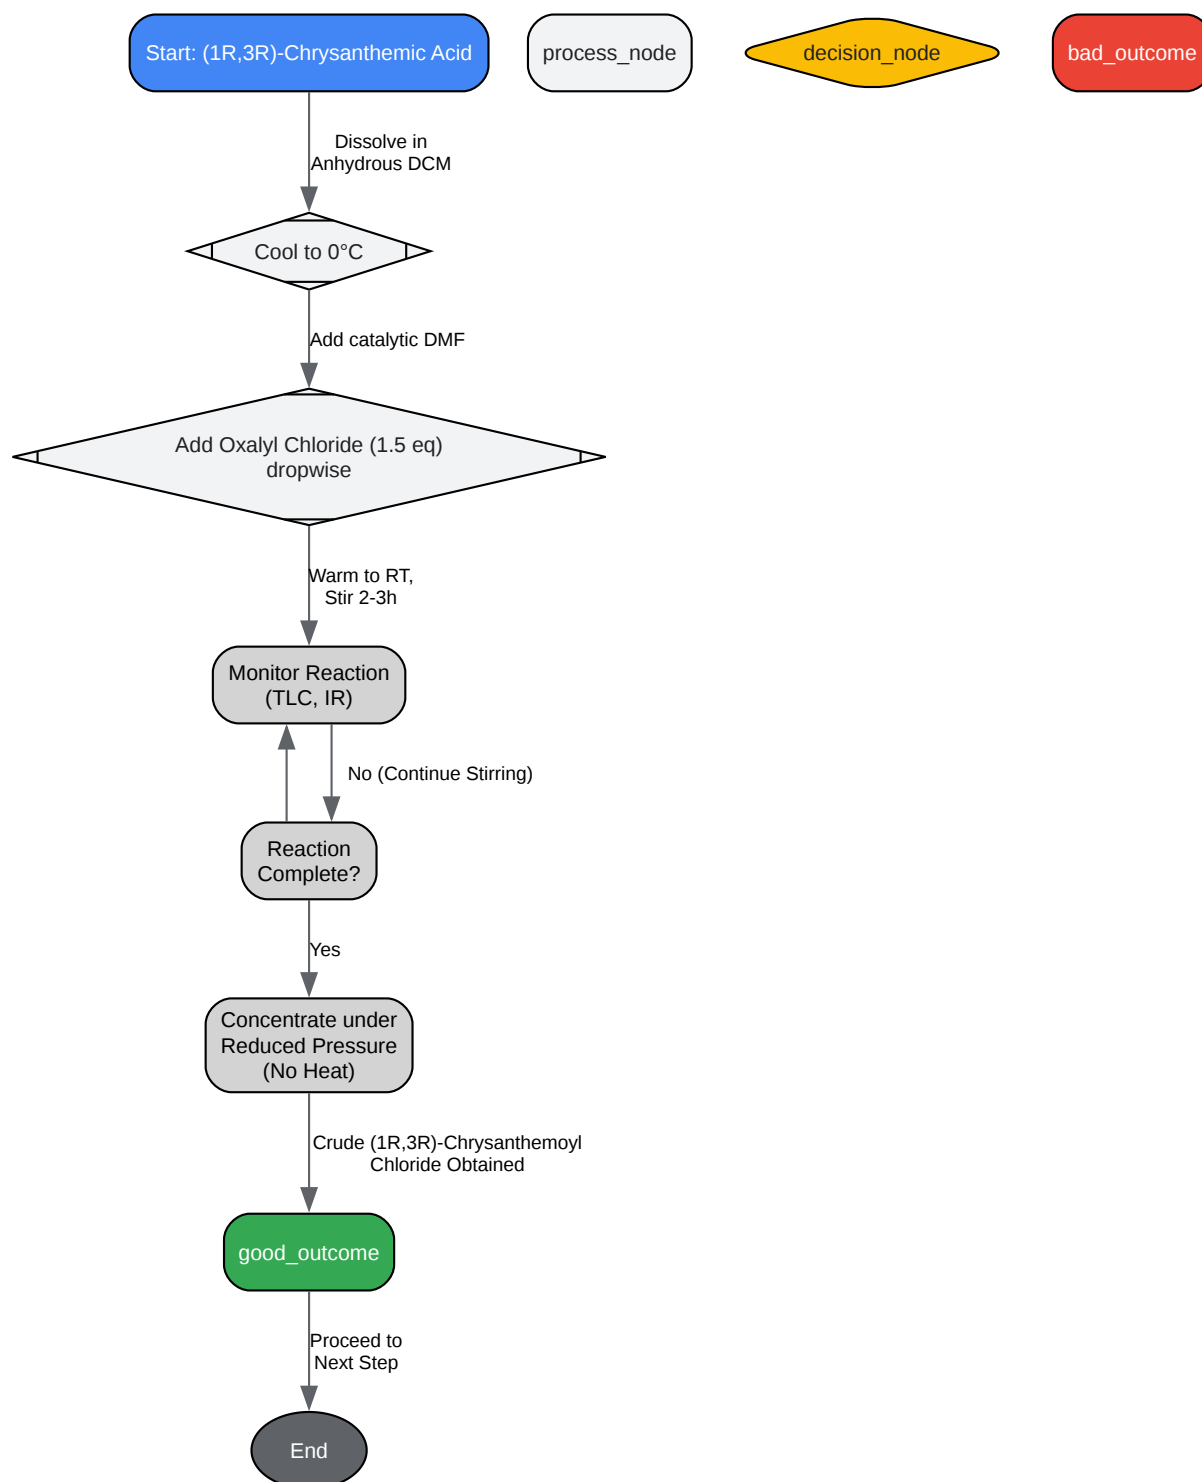 Start: (1R,3R)-Chrysanthemic Acid
process_node
decision_node
bad_outcome
Dissolve in
Anhydrous DCM
Cool to 0°C
Add catalytic DMF
Add Oxalyl Chloride (1.5 eq)
dropwise
Warm to RT,
Stir 2-3h
Monitor Reaction
(TLC, IR)
No (Continue Stirring)
Reaction
Complete?
Yes
Concentrate under
Reduced Pressure
(No Heat)
Crude (1R,3R)-Chrysanthemoyl
Chloride Obtained
good_outcome
Proceed to
Next Step
End